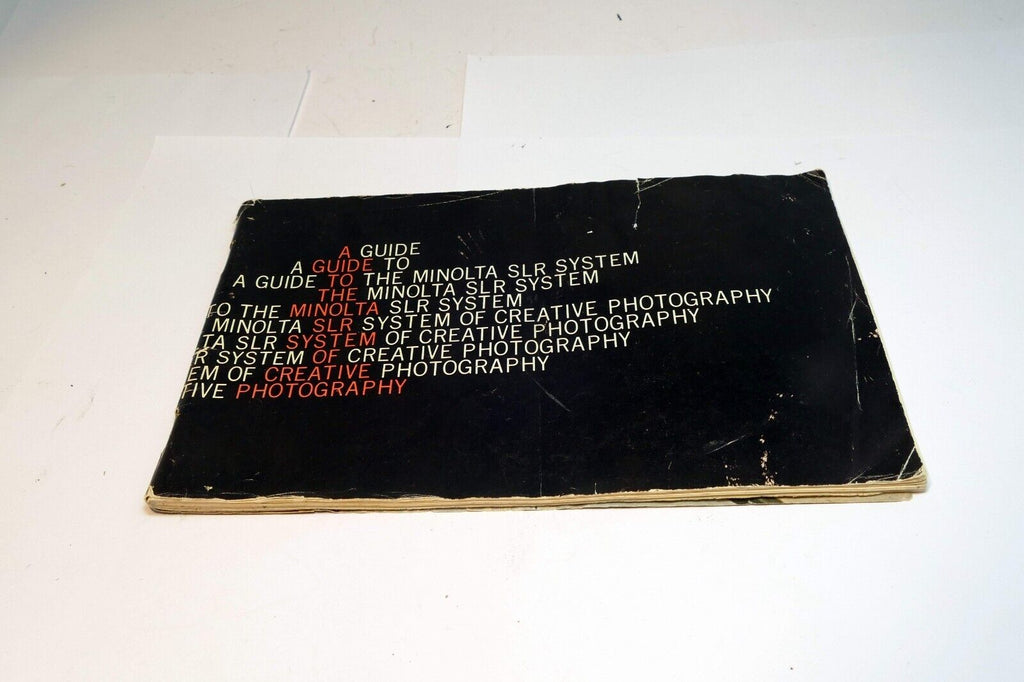 A GUIDE
A GUIDE TO
A GUIDE TO THE MINOLTA SLR SYSTEM
THE MINOLTA SLR SYSTEM
TO THE MINOLTA SLR SYSTEM
MINOLTA SLR SYSTEM OF CREATIVE PHOTOGRAPHY
TA SLR SYSTEM OF CREATIVE PHOTOGRAPHY
R SYSTEM OF CREATIVE PHOTOGRAPHY
EM OF CREATIVE PHOTOGRAPHY
IVE PHOTOGRAPHY